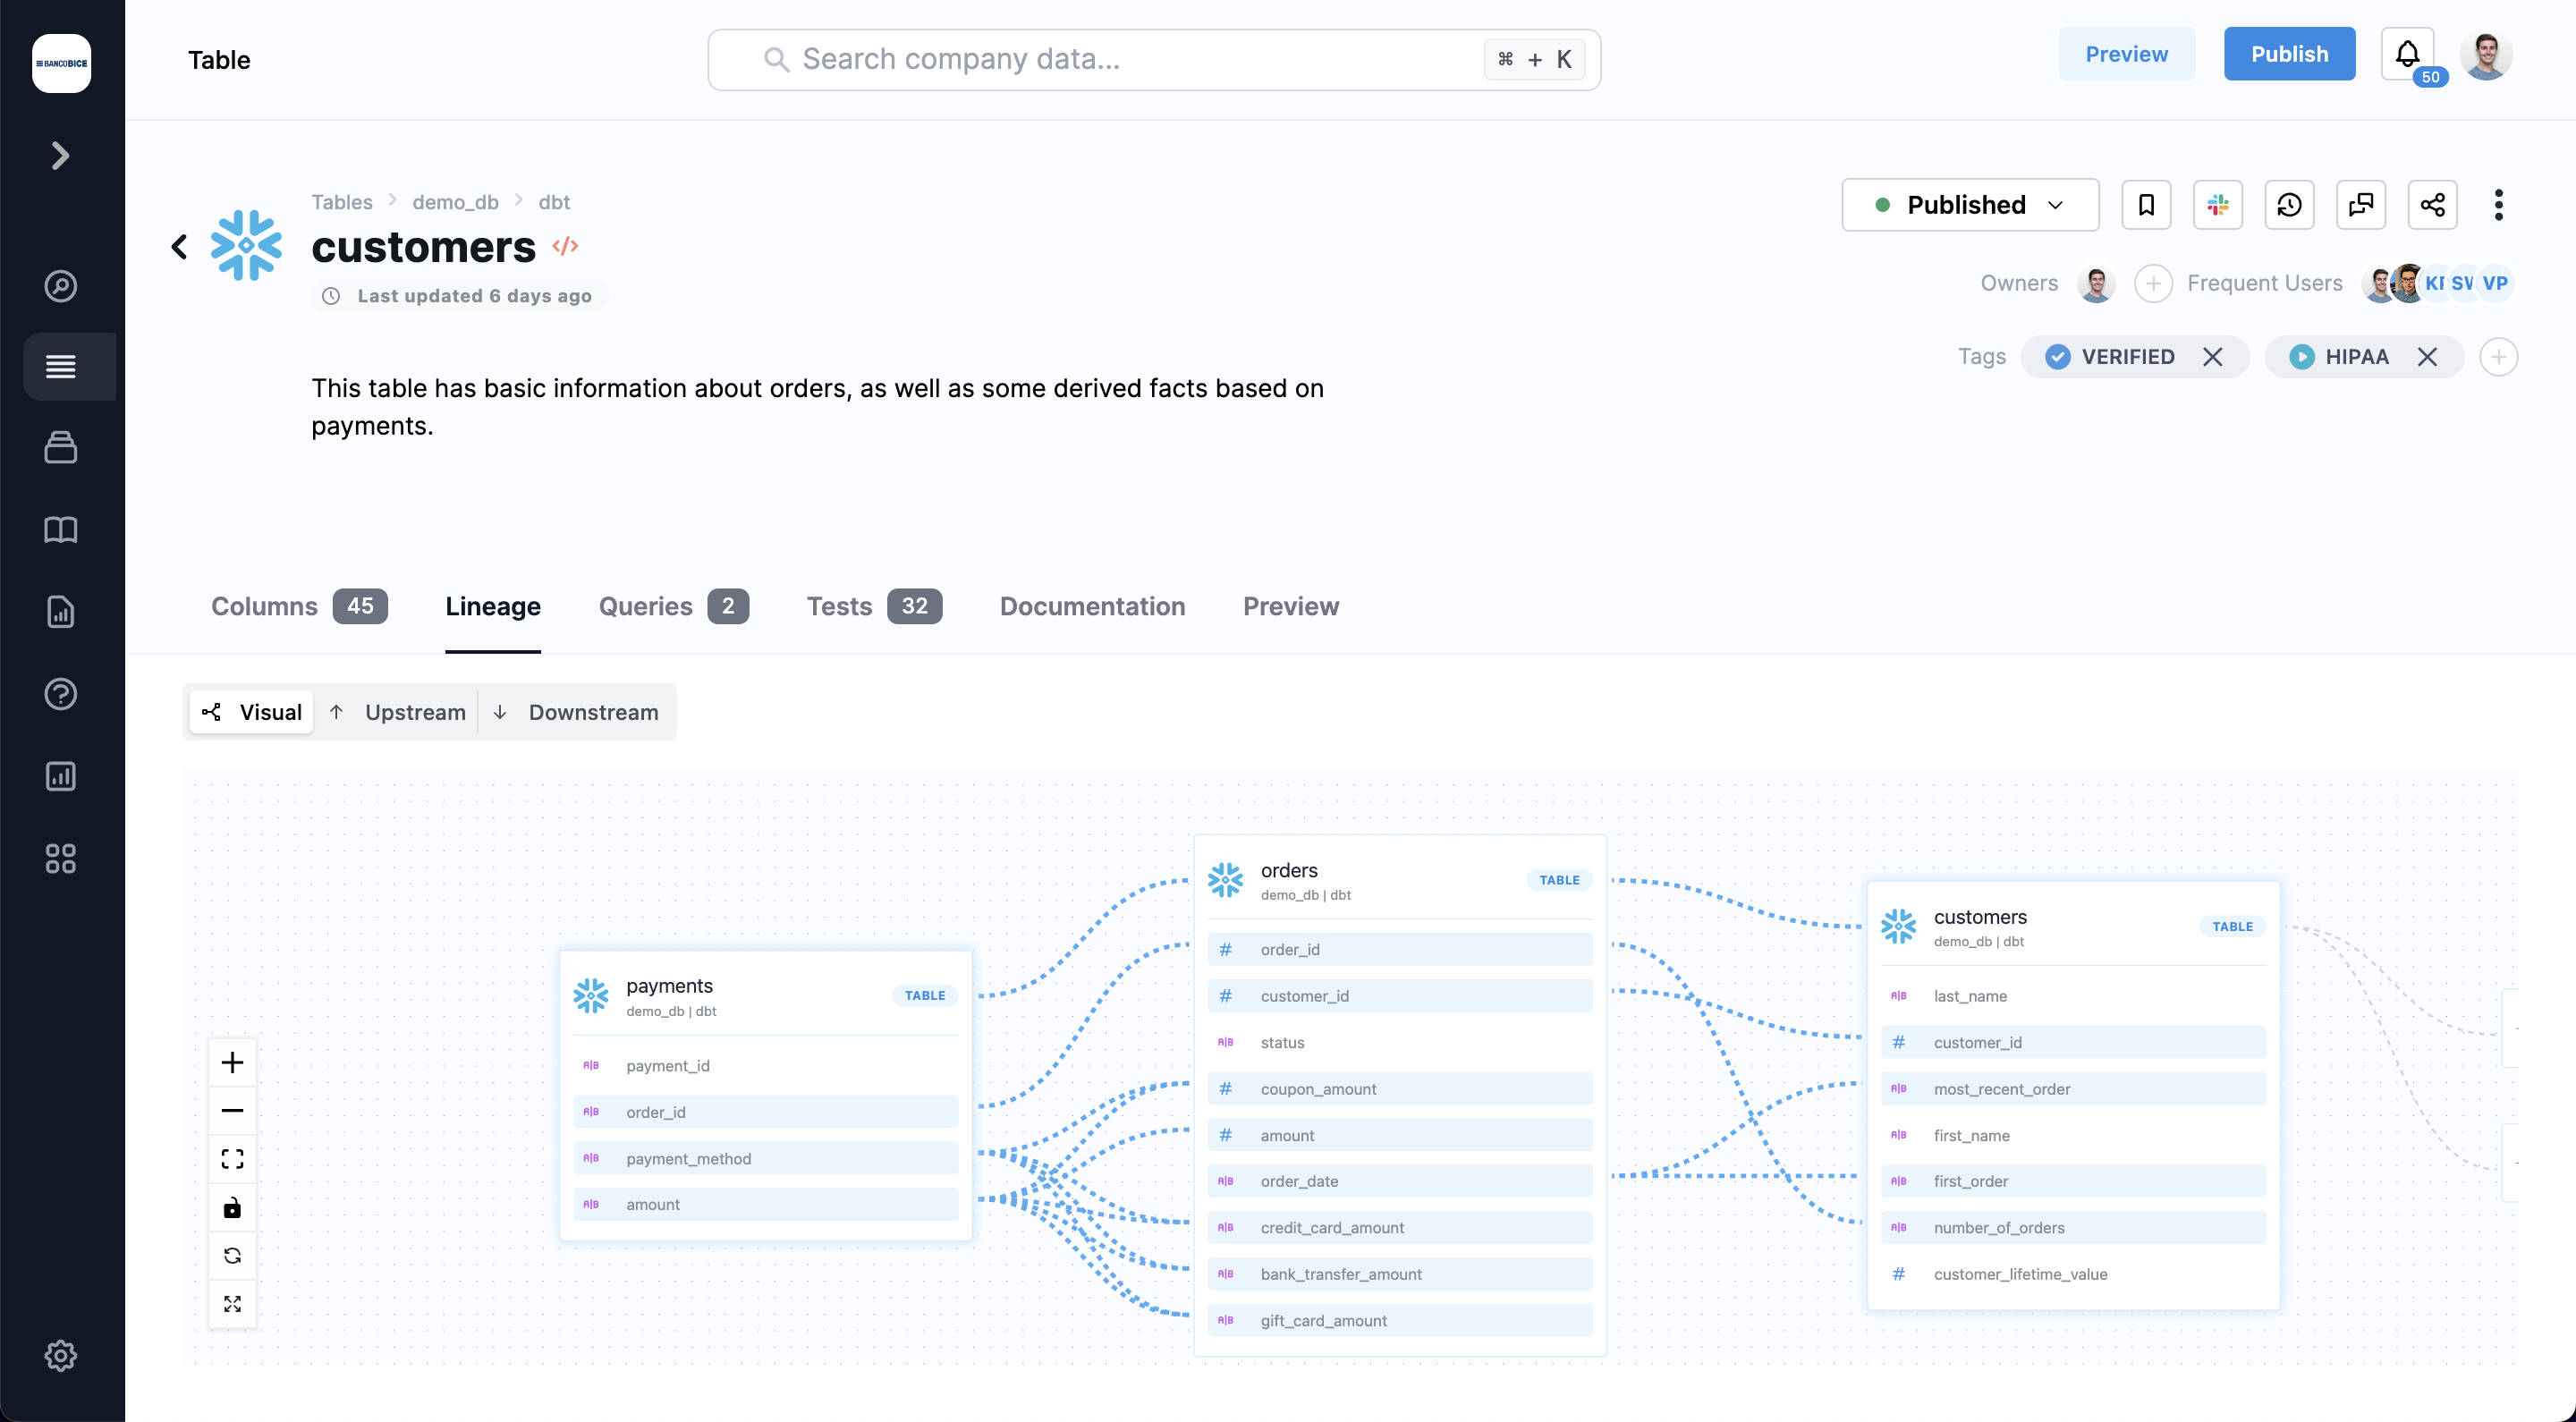 BANCOBICE
Table
Search company data...
⌘ + K
Preview
Publish
50
Tables > demo_db > dbt
customers </>
Last updated 6 days ago
Published
Owners
Frequent Users
VP
Tags
VERIFIED
HIPAA
This table has basic information about orders, as well as some derived facts based on
payments.
Columns 45
Lineage
Queries 2
Tests 32
Documentation
Preview
Visual
Upstream
Downstream
payments
demo_db | dbt
TABLE
A|B payment_id
A|B order_id
A|B payment_method
A|B amount
orders
demo_db | dbt
TABLE
# order_id
# customer_id
A|B status
# coupon_amount
# amount
A|B order_date
A|B credit_card_amount
A|B bank_transfer_amount
A|B gift_card_amount
customers
demo_db | dbt
TABLE
A|B last_name
# customer_id
A|B most_recent_order
A|B first_name
A|B first_order
A|B number_of_orders
# customer_lifetime_value